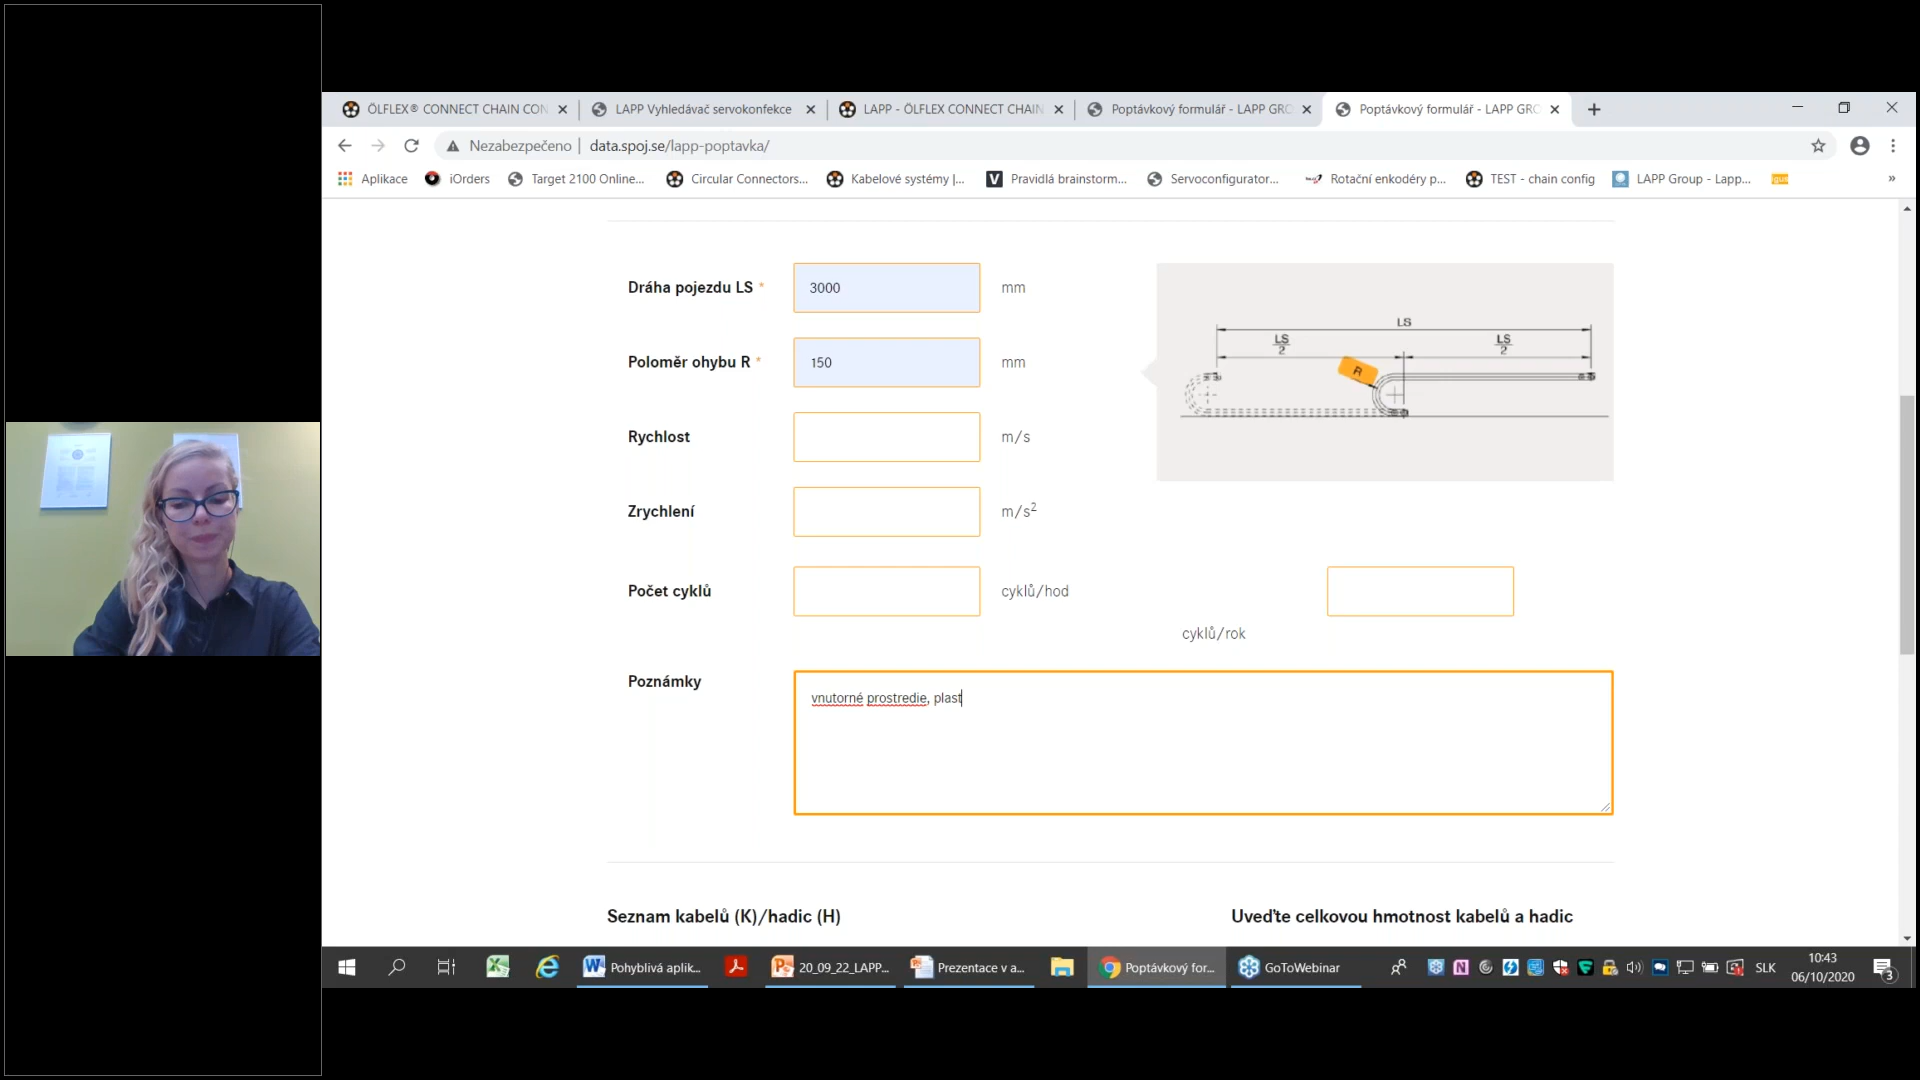 ÖLFLEX® CONNECT CHAIN CON
LAPP Vyhledávač servokonfekce
LAPP - ÖLFLEX CONNECT CHAIN
Poptávkový formulář - LAPP GRO
Poptávkový formulář - LAPP GRO
Nezabezpečeno | data.spoj.se/lapp-poptavka/
Aplikace
iOrders
Target 2100 Online...
Circular Connectors...
Kabelové systémy |...
V Pravidlá brainstorm...
Servoconfigurator...
Rotační enkodéry p...
TEST - chain config
LAPP Group - Lapp...
igus
»
Dráha pojezdu LS * 3000 mm
Poloměr ohybu R * 150 mm
Rychlost m/s
Zrychlení m/s²
Počet cyklů cyklů/hod
cyklů/rok
Poznámky
vnutorné prostredie, plast
LS
LS/2 LS/2
R
Seznam kabelů (K)/hadic (H)
Uveďte celkovou hmotnost kabelů a hadic
Pohyblivá aplik...
20_09_22_LAPP...
Prezentace v a...
Poptávkový for...
GoToWebinar
SLK
10:43
06/10/2020
3